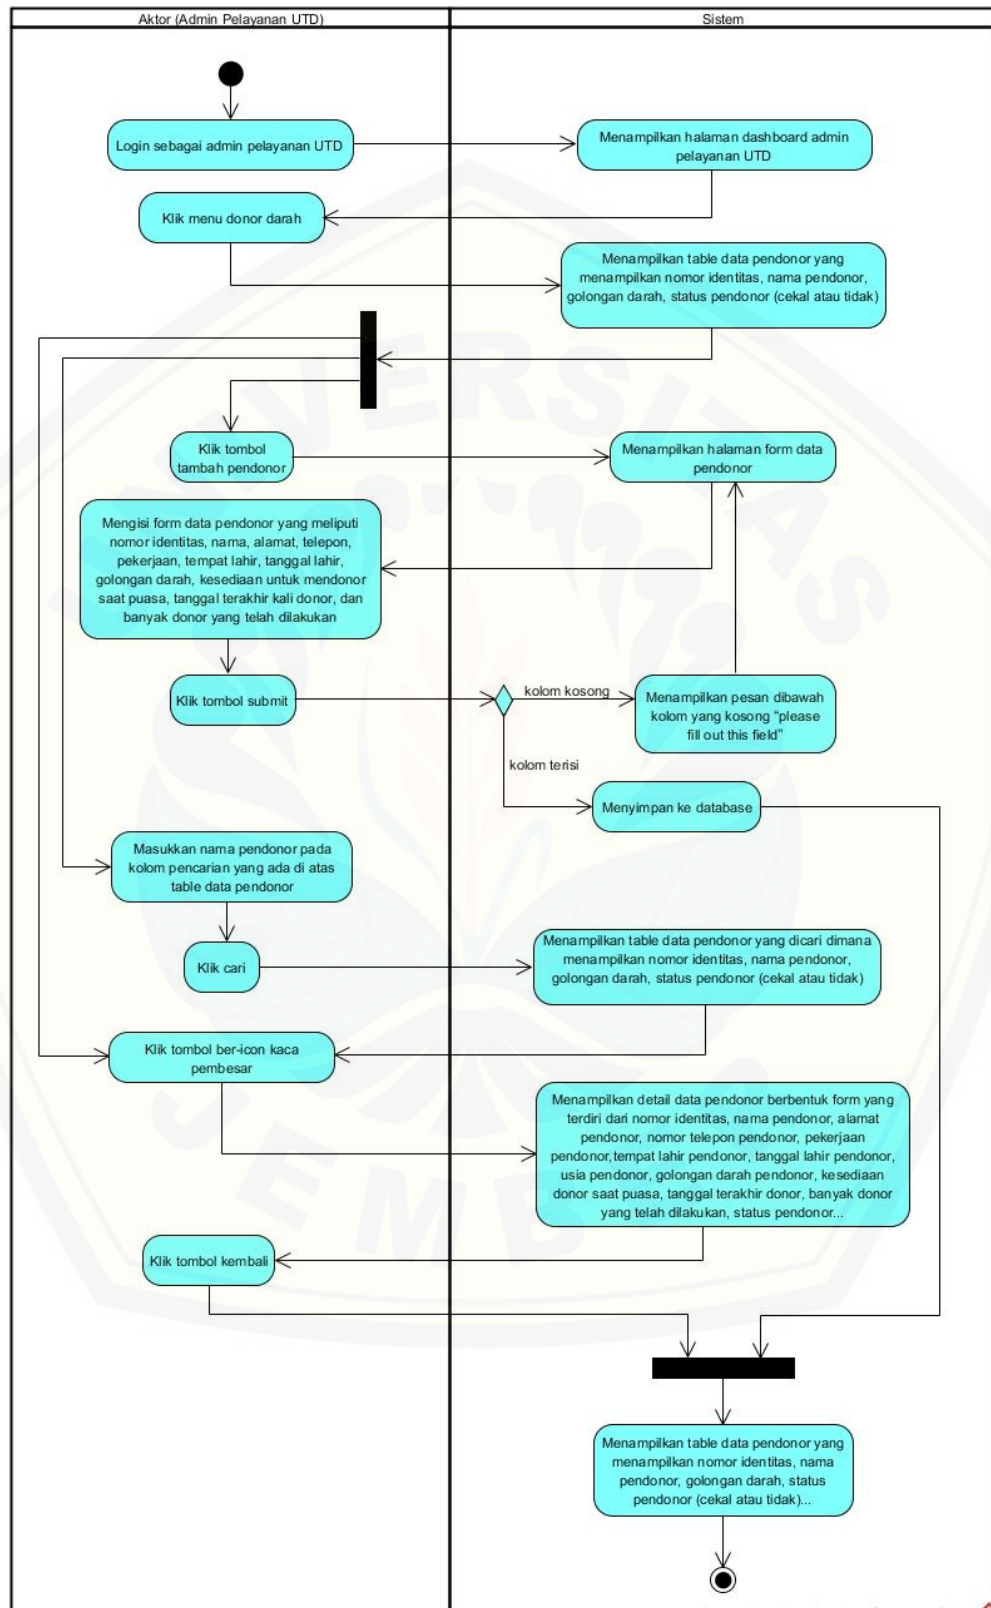 Aktor (Admin Pelayanan UTD)
Sistem
Login sebagai admin pelayanan UTD
Menampilkan halaman dashboard admin
pelayanan UTD
Klik menu donor darah
Menampilkan table data pendonor yang
menampilkan nomor identitas, nama pendonor,
golongan darah, status pendonor (cekal atau tidak)
Klik tombol
tambah pendonor
Menampilkan halaman form data
pendonor
Mengisi form data pendonor yang meliputi
nomor identitas, nama, alamat, telepon,
pekerjaan, tempat lahir, tanggal lahir,
golongan darah, kesediaan untuk mendonor
saat puasa, tanggal terakhir kali donor, dan
banyak donor yang telah dilakukan
Klik tombol submit
kolom kosong
Menampilkan pesan dibawah
kolom yang kosong “please
fill out this field”
kolom terisi
Menyimpan ke database
Masukkan nama pendonor pada
kolom pencarian yang ada di atas
table data pendonor
Klik cari
Menampilkan table data pendonor yang dicari dimana
menampilkan nomor identitas, nama pendonor,
golongan darah, status pendonor (cekal atau tidak)
Klik tombol ber-icon kaca
pembesar
Menampilkan detail data pendonor berbentuk form yang
terdiri dari nomor identitas, nama pendonor, alamat
pendonor, nomor telepon pendonor, pekerjaan
pendonor,tempat lahir pendonor, tanggal lahir pendonor,
usia pendonor, golongan darah pendonor, kesediaan
donor saat puasa, tanggal terakhir donor, banyak donor
yang telah dilakukan, status pendonor...
Klik tombol kembali
Menampilkan table data pendonor yang
menampilkan nomor identitas, nama
pendonor, golongan darah, status
pendonor (cekal atau tidak)...
UNIVERSITAS
JEMBER